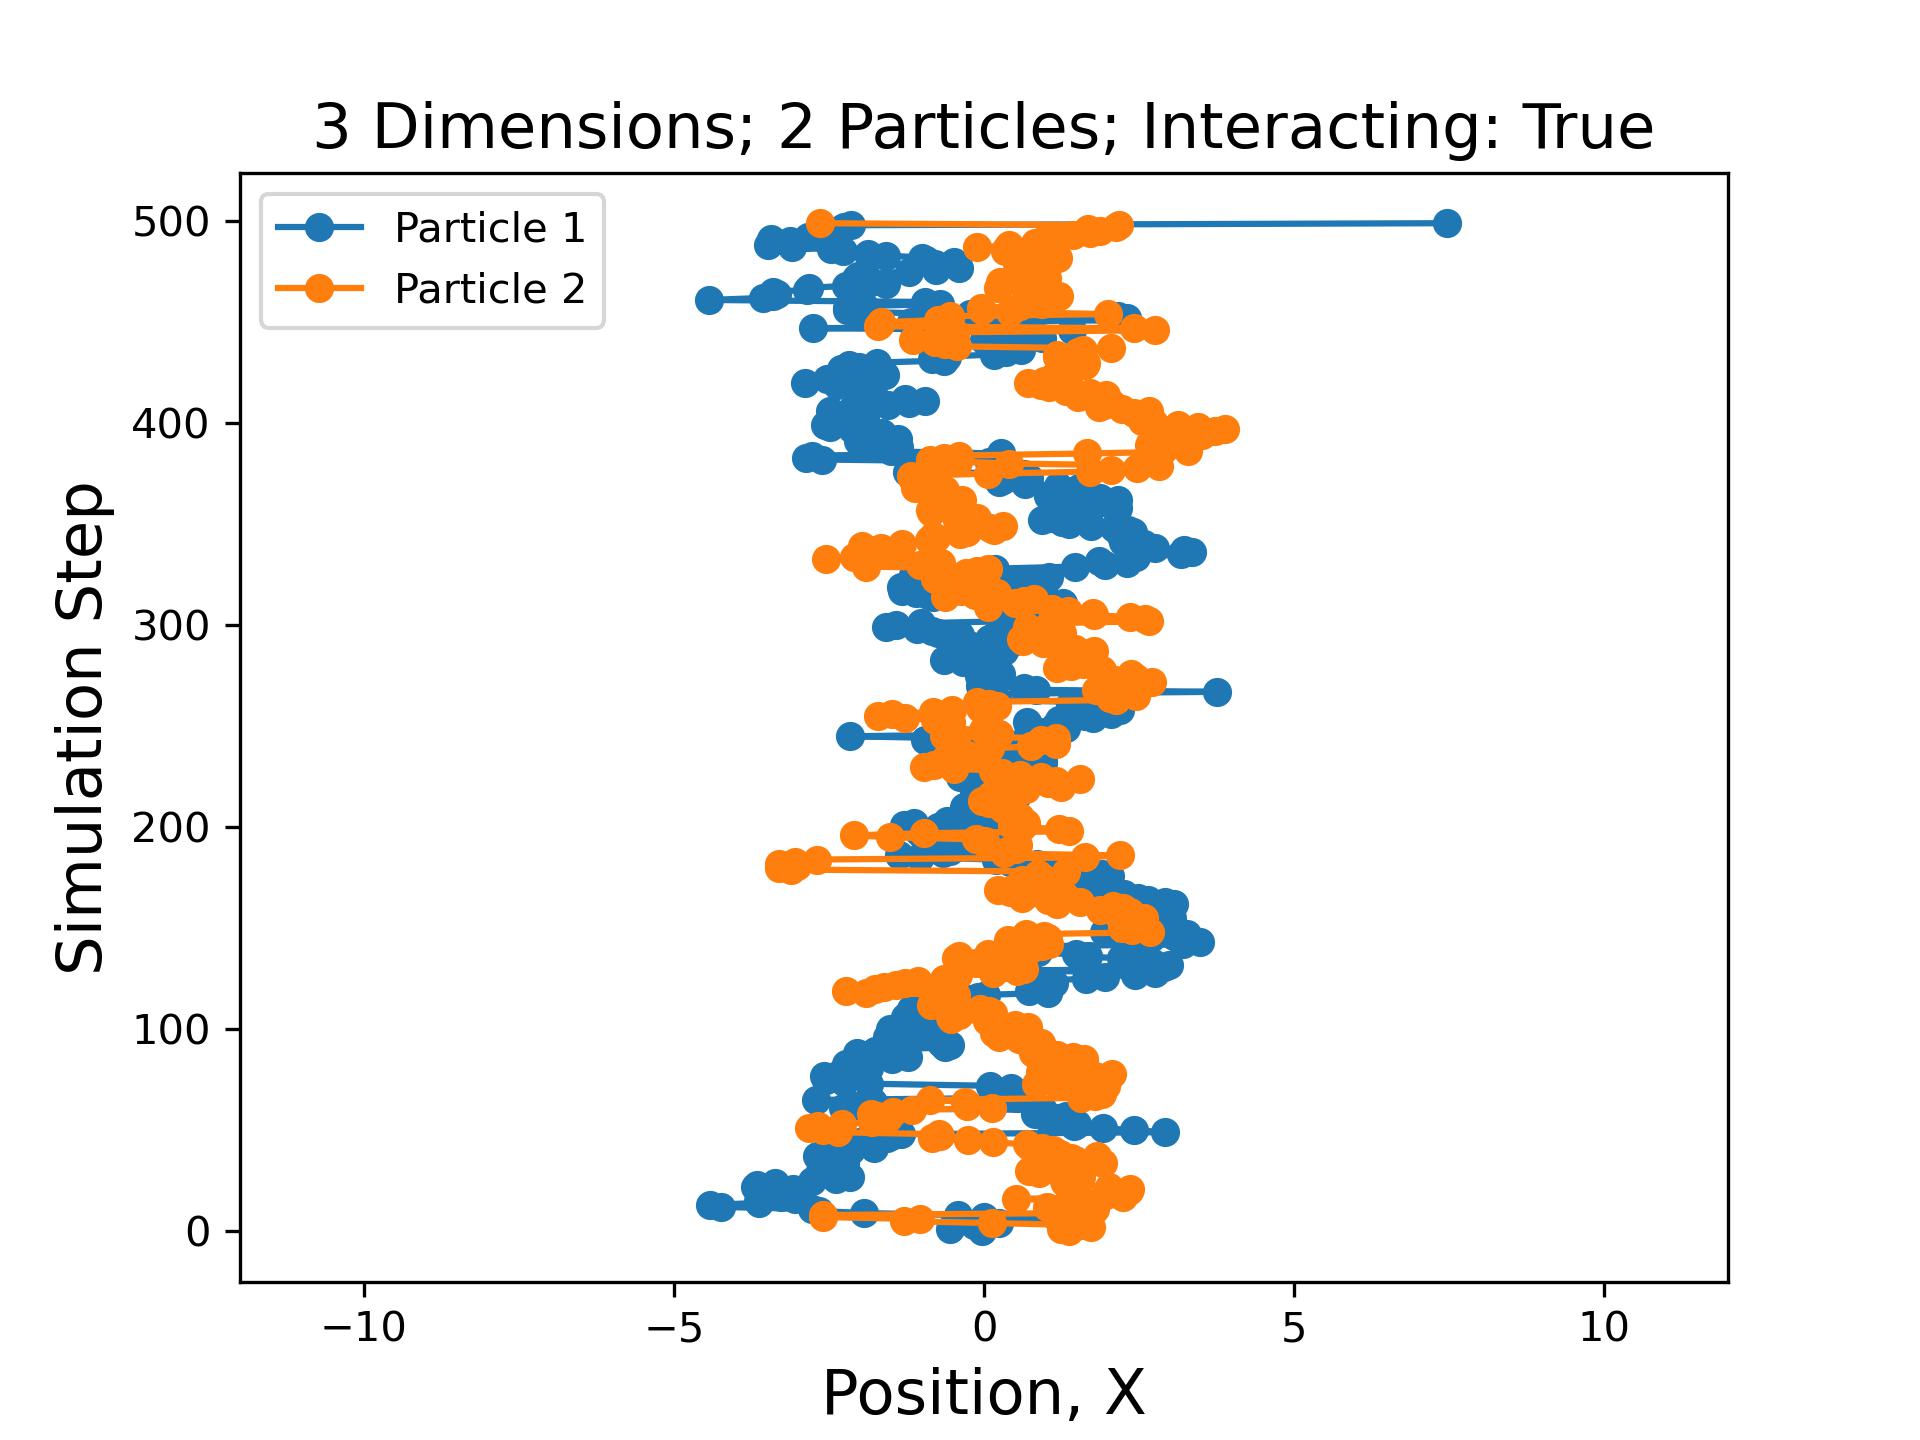 3 Dimensions; 2 Particles; Interacting: True
Particle 1
Particle 2
Simulation Step
500
400
300
200
100
0
−10 −5 0 5 10
Position, X